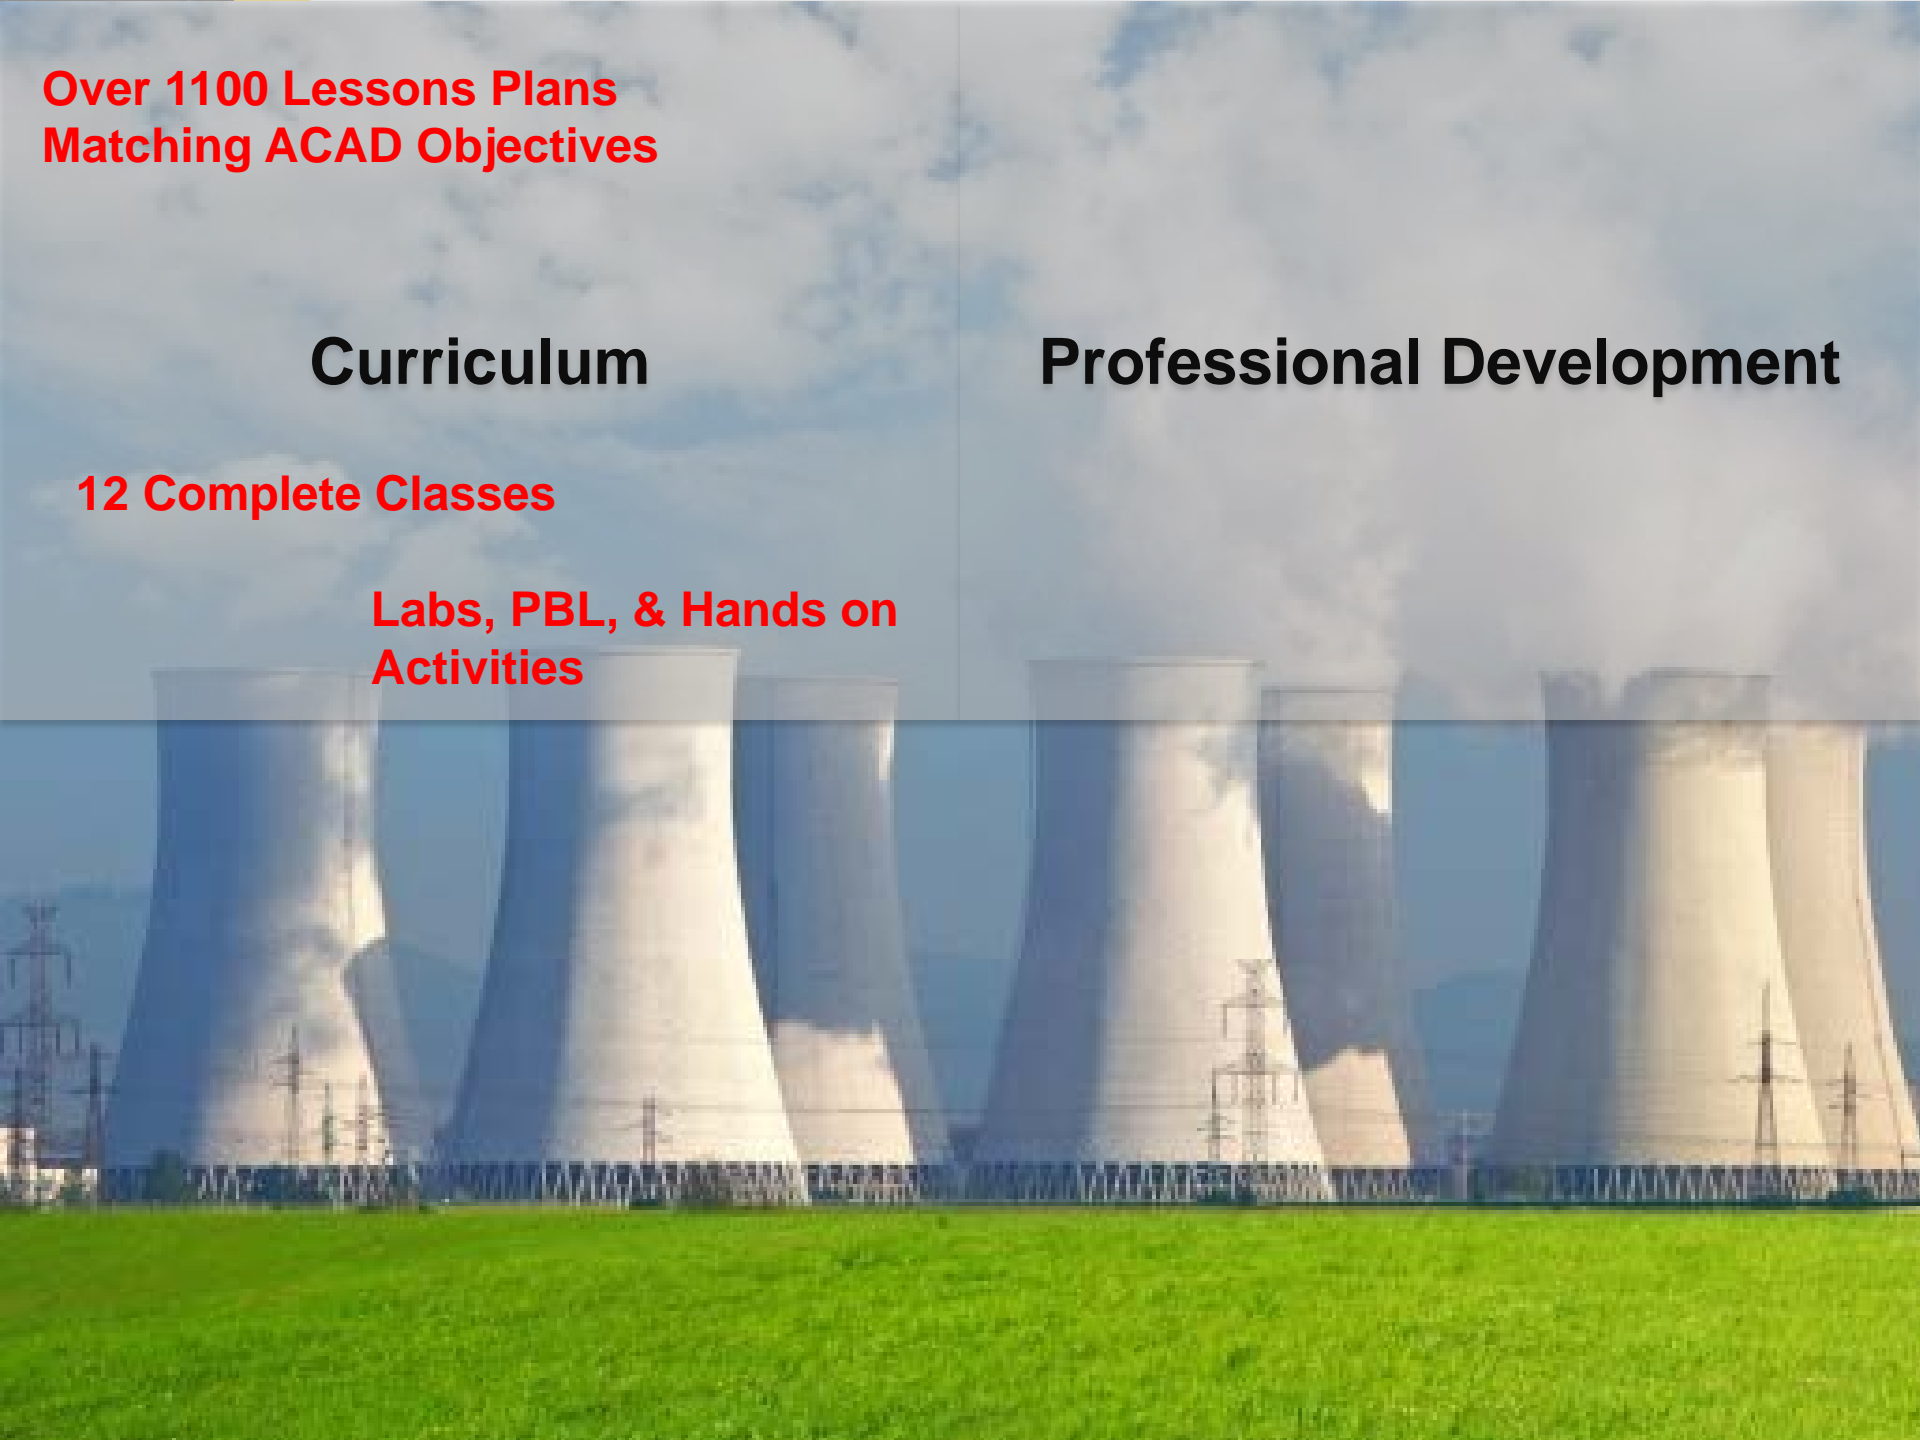 Over 1100 Lessons Plans
Matching ACAD Objectives
Curriculum
Professional Development
12 Complete Classes
Labs, PBL, & Hands on
Activities